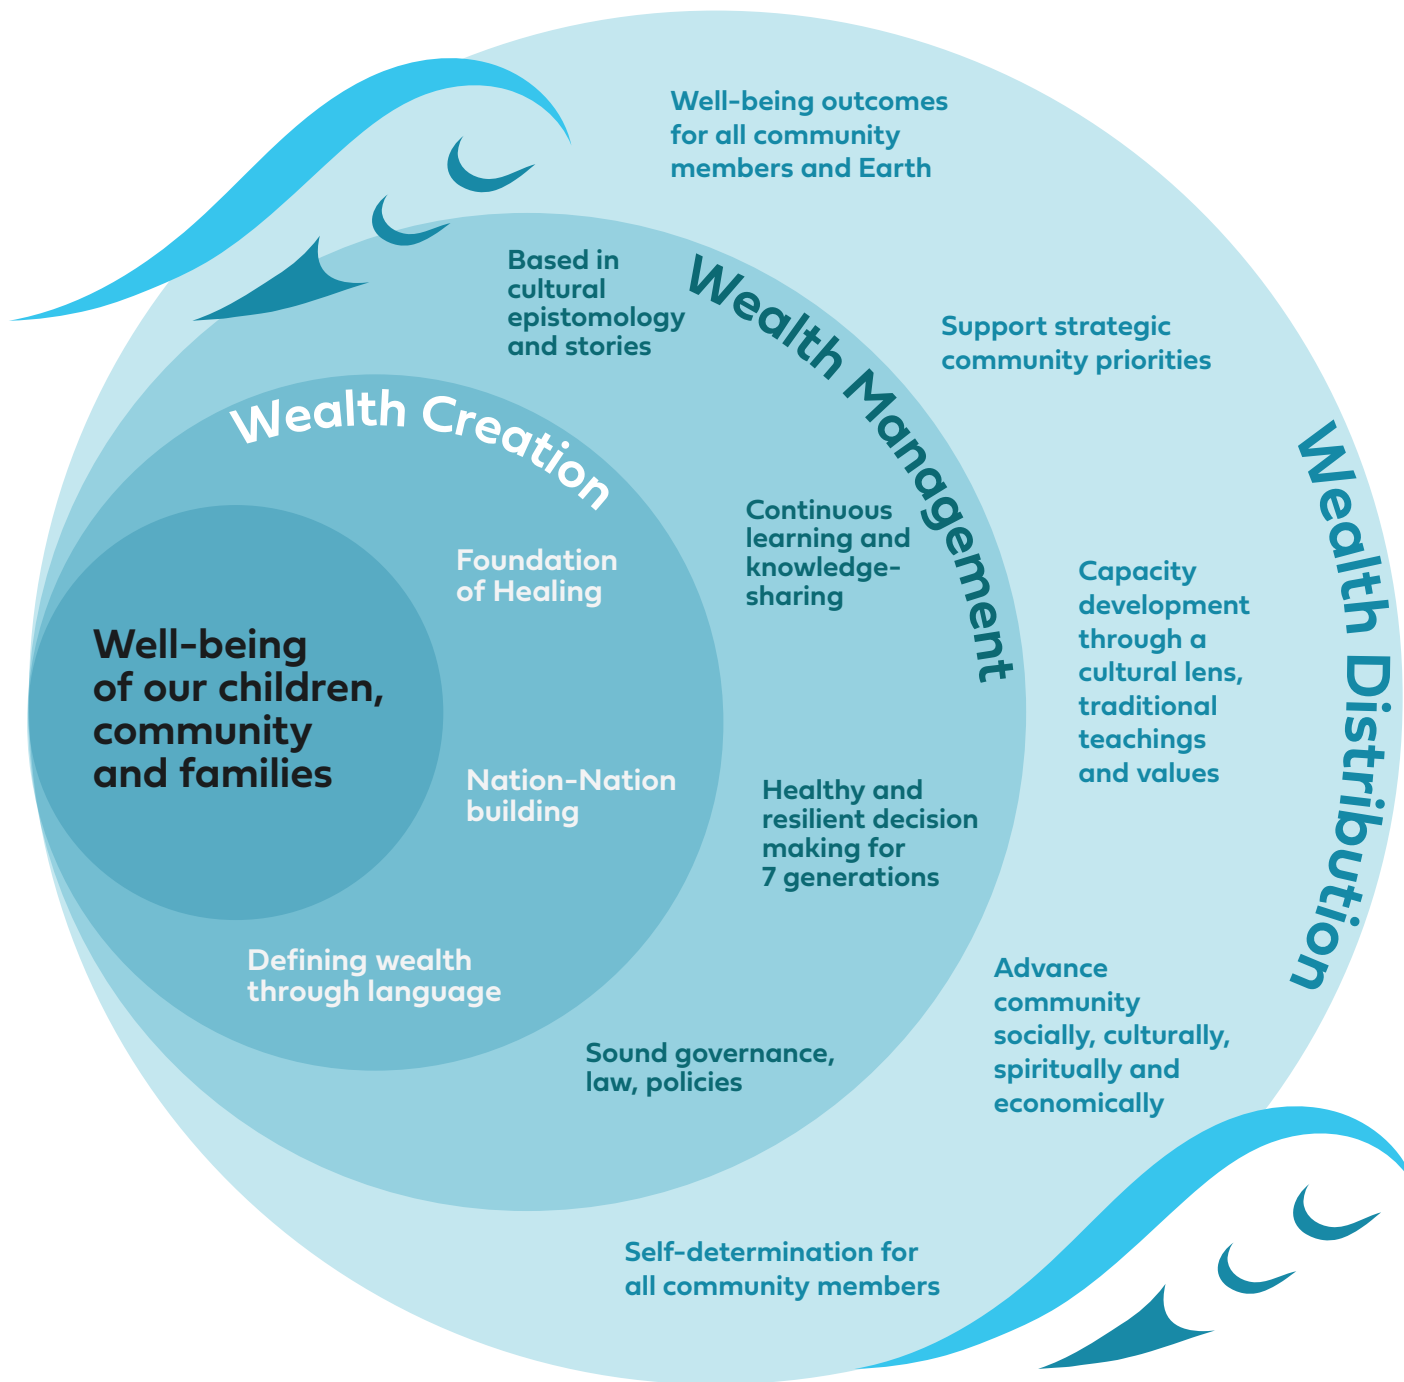 Well-being outcomes
for all community
members and Earth
Based in
cultural
epistomology
and stories
Wealth Management
Support strategic
community priorities
Wealth Creation
Wealth Distribution
Continuous
learning and
knowledge-
sharing
Foundation
of Healing
Capacity
development
through a
cultural lens,
traditional
teachings
and values
Well-being
of our children,
community
and families
Nation-Nation
building
Healthy and
resilient decision
making for
7 generations
Defining wealth
through language
Advance
community
socially, culturally,
spiritually and
economically
Sound governance,
law, policies
Self-determination for
all community members